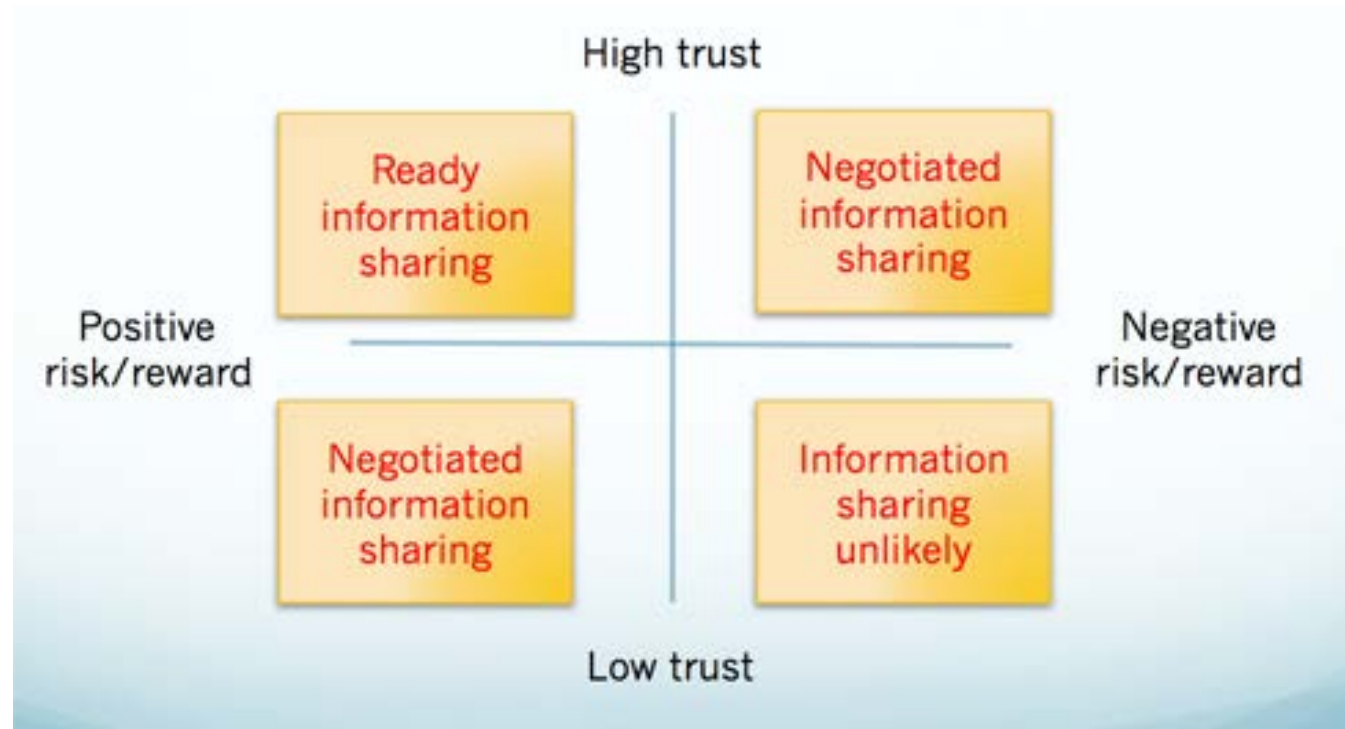 High trust
Ready
information
sharing
Negotiated
information
sharing
Positive
risk/reward
Negative
risk/reward
Negotiated
information
sharing
Information
sharing
unlikely
Low trust